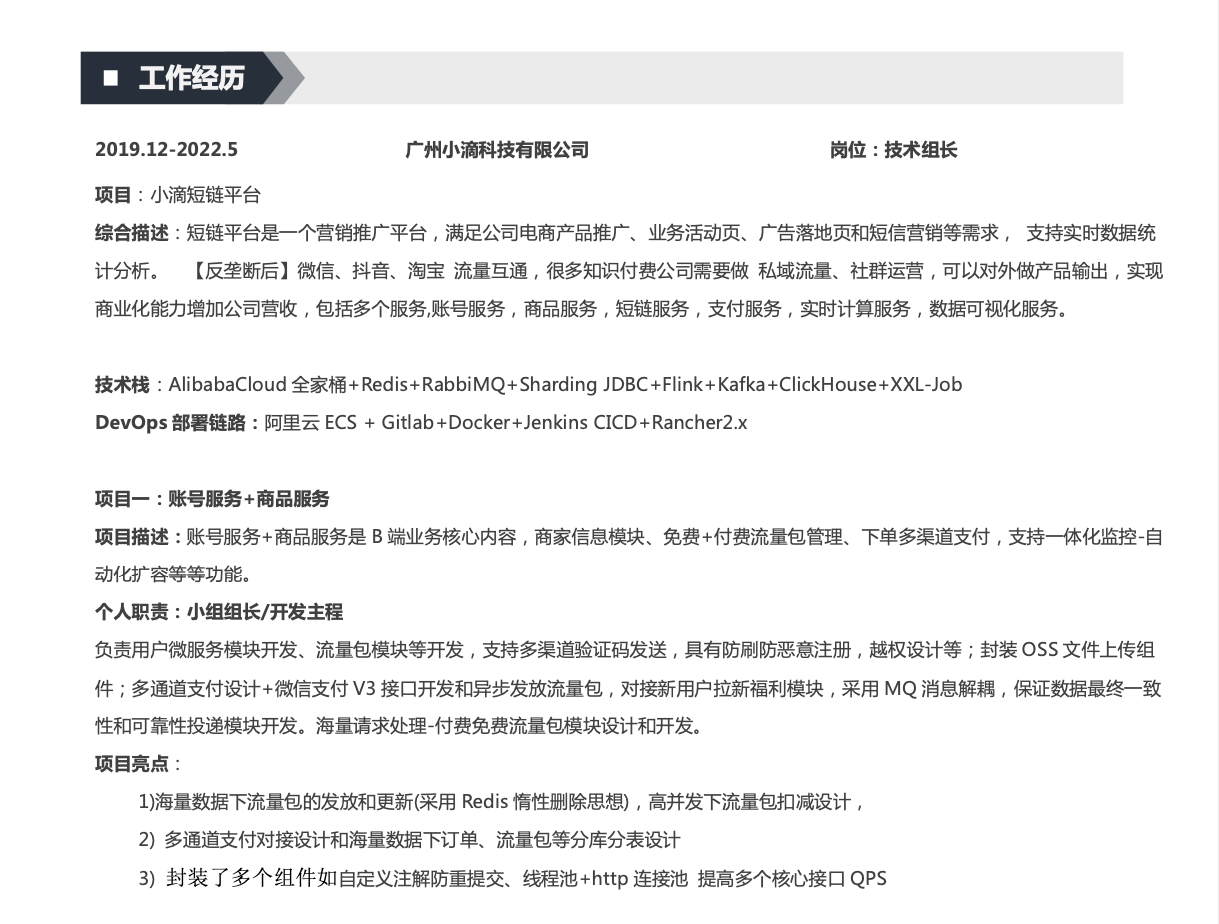 工作经历
2019.12-2022.5 广州小滴科技有限公司 岗位：技术组长
项目：小滴短链平台
综合描述：短链平台是一个营销推广平台，满足公司电商产品推广、业务活动页、广告落地页和短信营销等需求， 支持实时数据统
计分析。 【反垄断后】微信、抖音、淘宝 流量互通，很多知识付费公司需要做 私域流量、社群运营，可以对外做产品输出，实现
商业化能力增加公司营收，包括多个服务,账号服务，商品服务，短链服务，支付服务，实时计算服务，数据可视化服务。
技术栈：AlibabaCloud 全家桶+Redis+RabbiMQ+Sharding JDBC+Flink+Kafka+ClickHouse+XXL-Job
DevOps 部署链路：阿里云 ECS + Gitlab+Docker+Jenkins CICD+Rancher2.x
项目一：账号服务+商品服务
项目描述：账号服务+商品服务是 B 端业务核心内容，商家信息模块、免费+付费流量包管理、下单多渠道支付，支持一体化监控-自
动化扩容等等功能。
个人职责：小组组长/开发主程
负责用户微服务模块开发、流量包模块等开发，支持多渠道验证码发送，具有防刷防恶意注册，越权设计等；封装 OSS 文件上传组
件；多通道支付设计+微信支付 V3 接口开发和异步发放流量包，对接新用户拉新福利模块，采用 MQ 消息解耦，保证数据最终一致
性和可靠性投递模块开发。海量请求处理-付费免费流量包模块设计和开发。
项目亮点：
1)海量数据下流量包的发放和更新(采用 Redis 惰性删除思想)，高并发下流量包扣减设计，
2) 多通道支付对接设计和海量数据下订单、流量包等分库分表设计
3) 封装了多个组件如自定义注解防重提交、线程池+http 连接池 提高多个核心接口 QPS